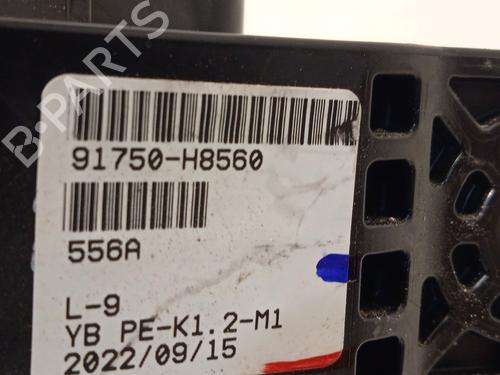 B-PARTS
91750-H8560
556A
L-9
YB PE-K1.2-M1
2022/09/15